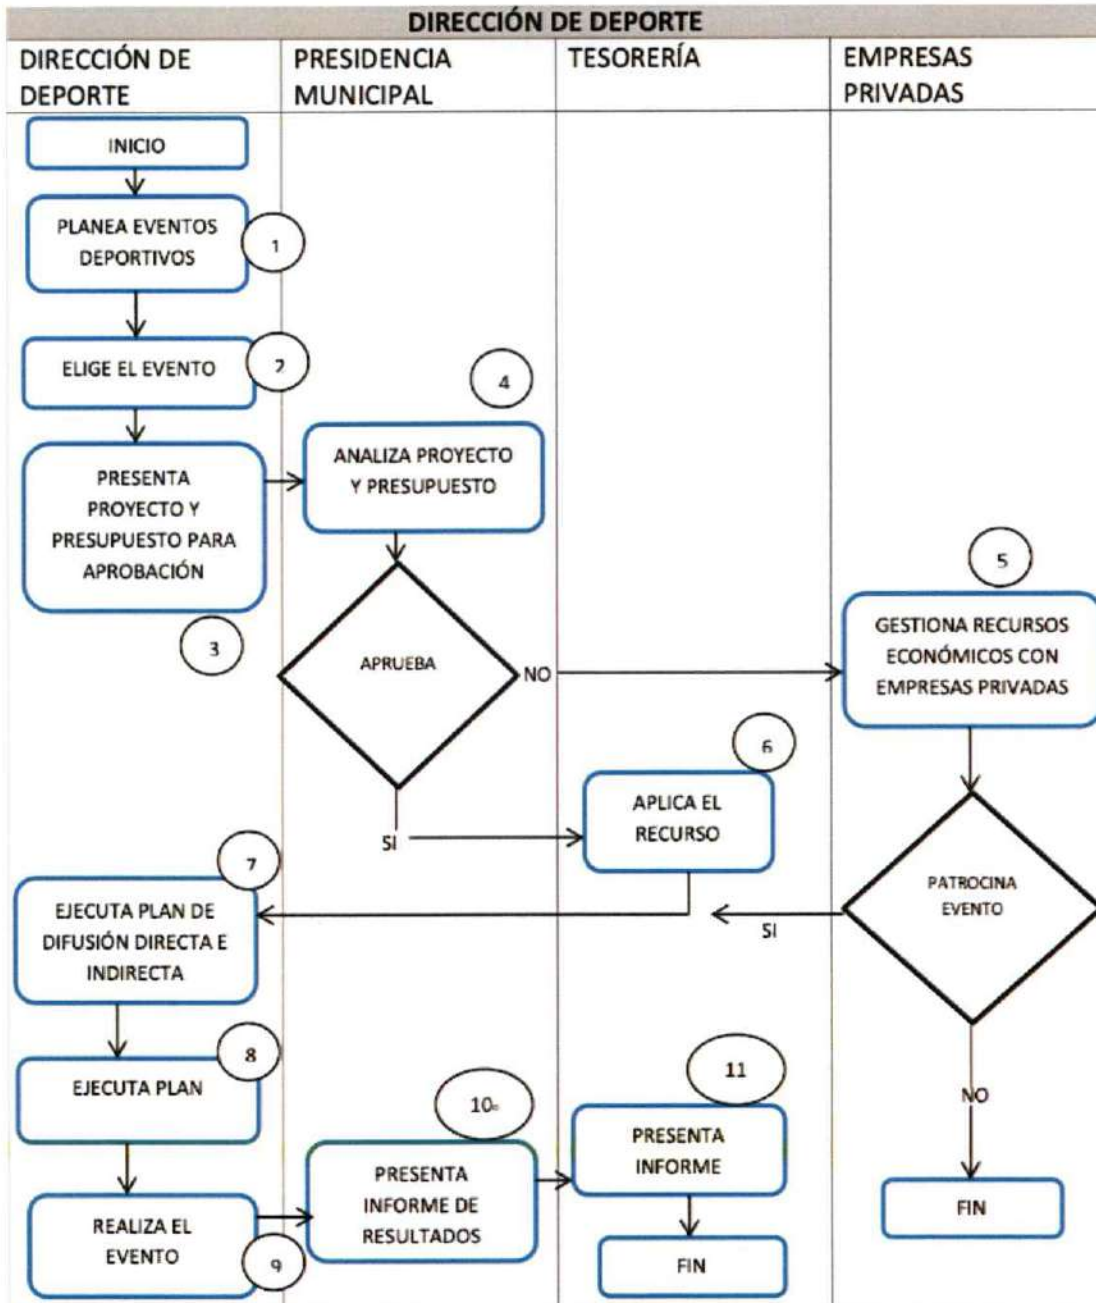 DIRECCIÓN DE DEPORTE
DIRECCIÓN DE
DEPORTE
PRESIDENCIA
MUNICIPAL
TESORERÍA
EMPRESAS
PRIVADAS
INICIO
PLANEA EVENTOS
DEPORTIVOS
1
ELIGE EL EVENTO
2
PRESENTA
PROYECTO Y
PRESUPUESTO PARA
APROBACIÓN
3
4
ANALIZA PROYECTO
Y PRESUPUESTO
APRUEBA
NO
SI
5
GESTIONA RECURSOS
ECONÓMICOS CON
EMPRESAS PRIVADAS
6
APLICA EL
RECURSO
PATROCINA
EVENTO
SI
NO
FIN
7
EJECUTA PLAN DE
DIFUSIÓN DIRECTA E
INDIRECTA
8
EJECUTA PLAN
REALIZA EL
EVENTO
9
10
PRESENTA
INFORME DE
RESULTADOS
11
PRESENTA
INFORME
FIN